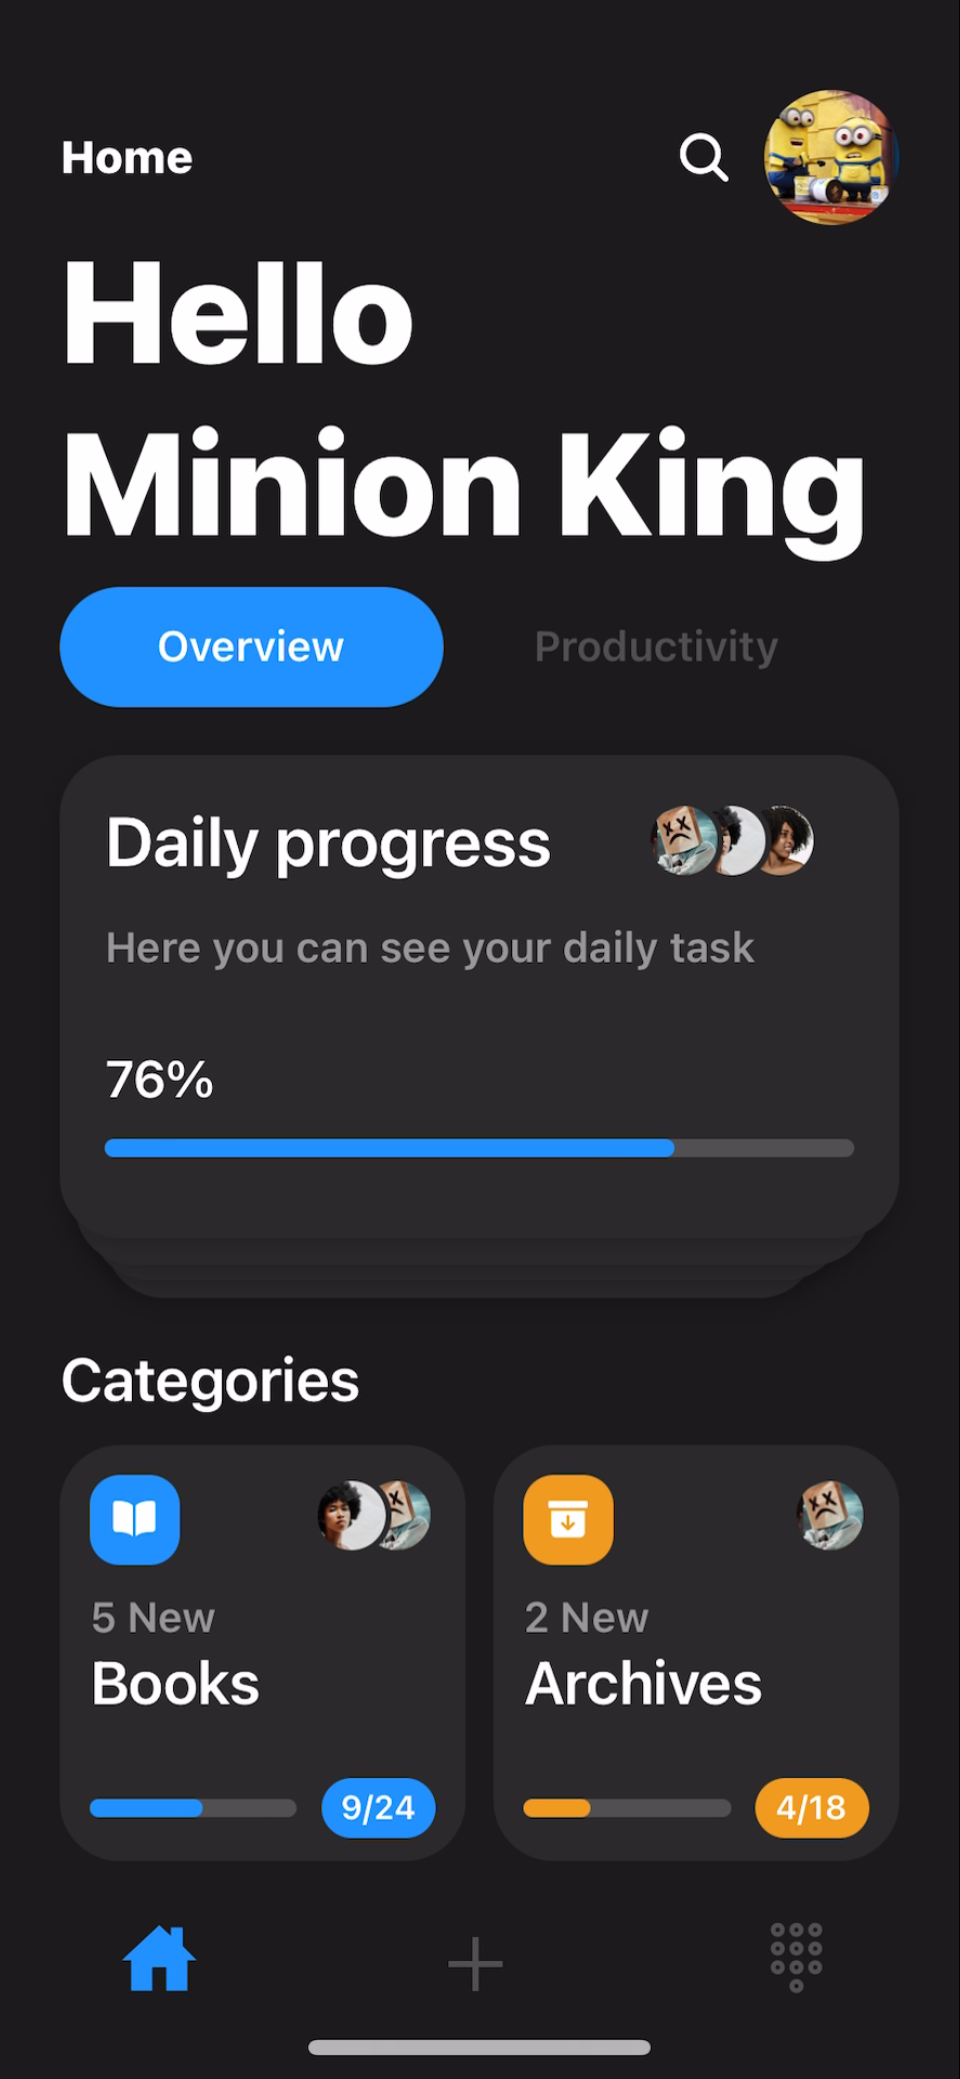 Home
Hello
Minion King
Overview
Productivity
Daily progress
Here you can see your daily task
76%
Categories
5 New
Books
9/24
2 New
Archives
4/18